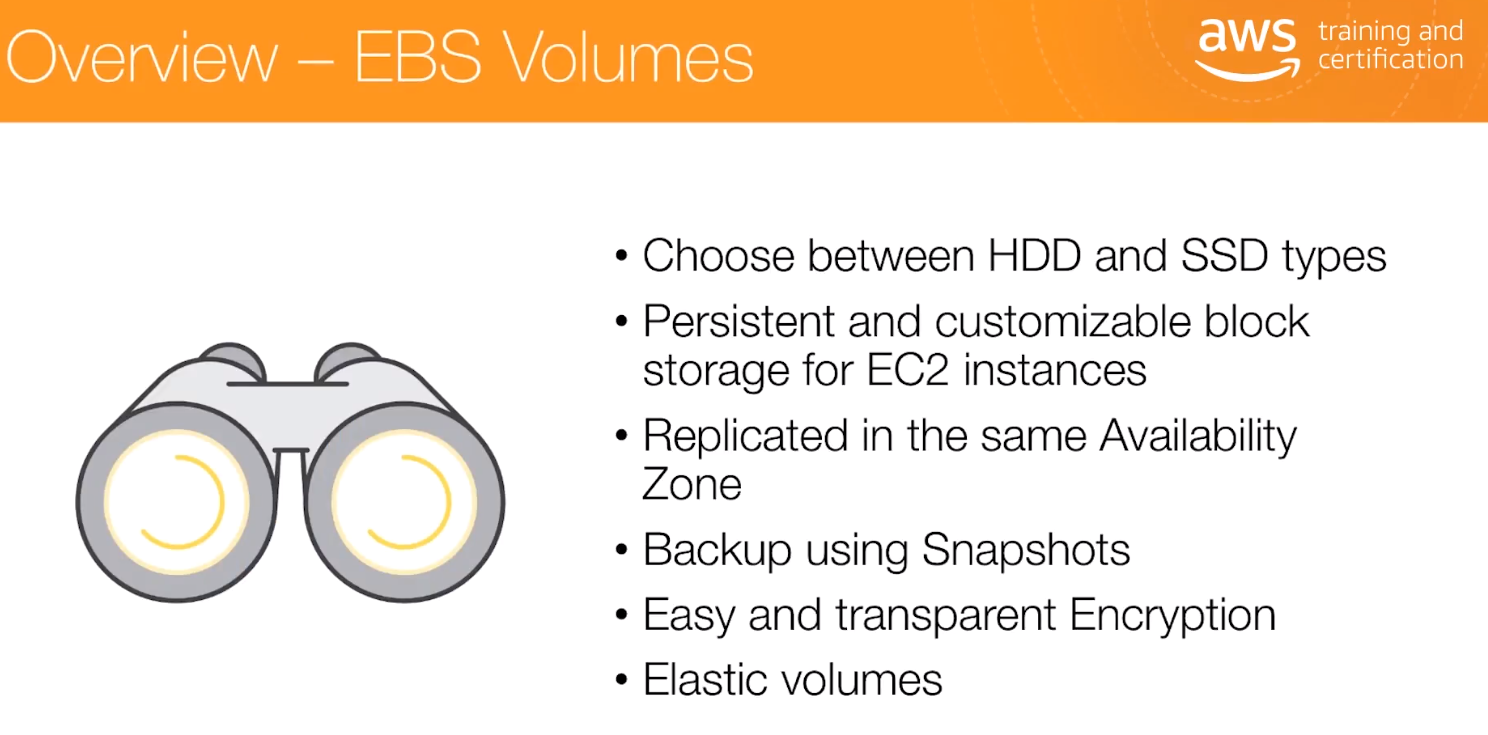 Overview – EBS Volumes
aws training and
certification
• Choose between HDD and SSD types
• Persistent and customizable block
storage for EC2 instances
• Replicated in the same Availability
Zone
• Backup using Snapshots
• Easy and transparent Encryption
• Elastic volumes